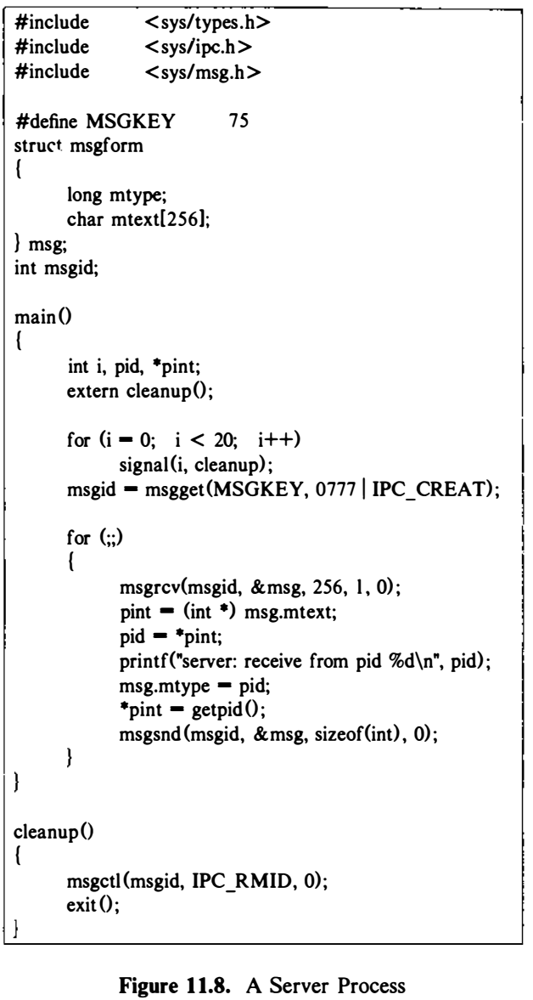 #include <sys/types.h>
#include <sys/ipc.h>
#include <sys/msg.h>
#define MSGKEY 75
struct msgform
{
long mtype;
char mtext[256];
} msg;
int msgid;
main()
{
int i, pid, *pint;
extern cleanup();
for (i = 0; i < 20; i++)
signal(i, cleanup);
msgid = msgget(MSGKEY, 0777 | IPC_CREAT);
for (;;)
{
msgrcv(msgid, &msg, 256, 1, 0);
pint = (int *) msg.mtext;
pid = *pint;
printf("server: receive from pid %d\n", pid);
msg.mtype = pid;
*pint = getpid();
msgsnd(msgid, &msg, sizeof(int), 0);
}
}
cleanup()
{
msgctl(msgid, IPC_RMID, 0);
exit();
}
Figure 11.8. A Server Process